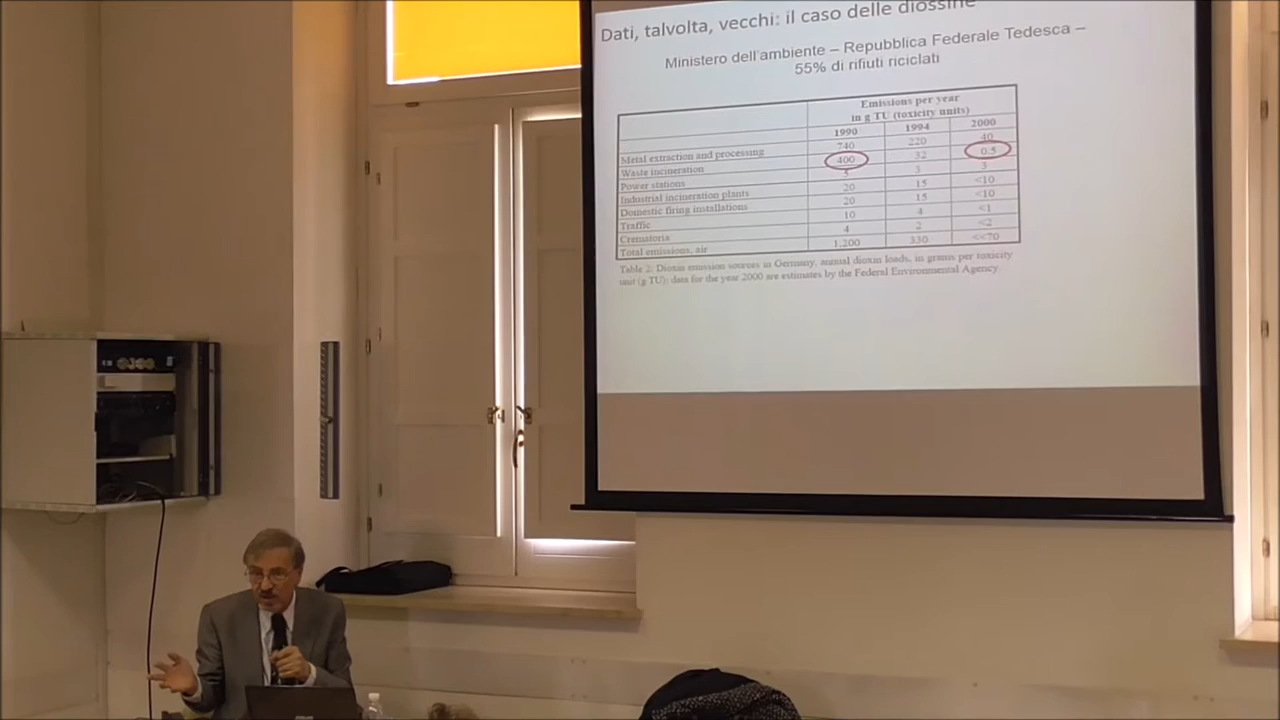 Dati, talvolta, vecchi: il caso delle diossine
Ministero dell'ambiente – Repubblica Federale Tedesca –
55% di rifiuti riciclati
Emissions per year
in g TU (toxicity units)
1990 1994 2000
Metal extraction and processing 740 220 40
Waste incineration 400 32 0.5
Power stations 5 3 3
Industrial incineration plants 20 15 <10
Domestic firing installations 20 15 <10
Traffic 10 4 <1
Crematoria 4 2 <2
Total emissions, air 1,200 330 <<70
Table 2: Dioxin emission sources in Germany, annual dioxin loads, in grams per toxicity
unit (g TU); data for the year 2000 are estimates by the Federal Environmental Agency